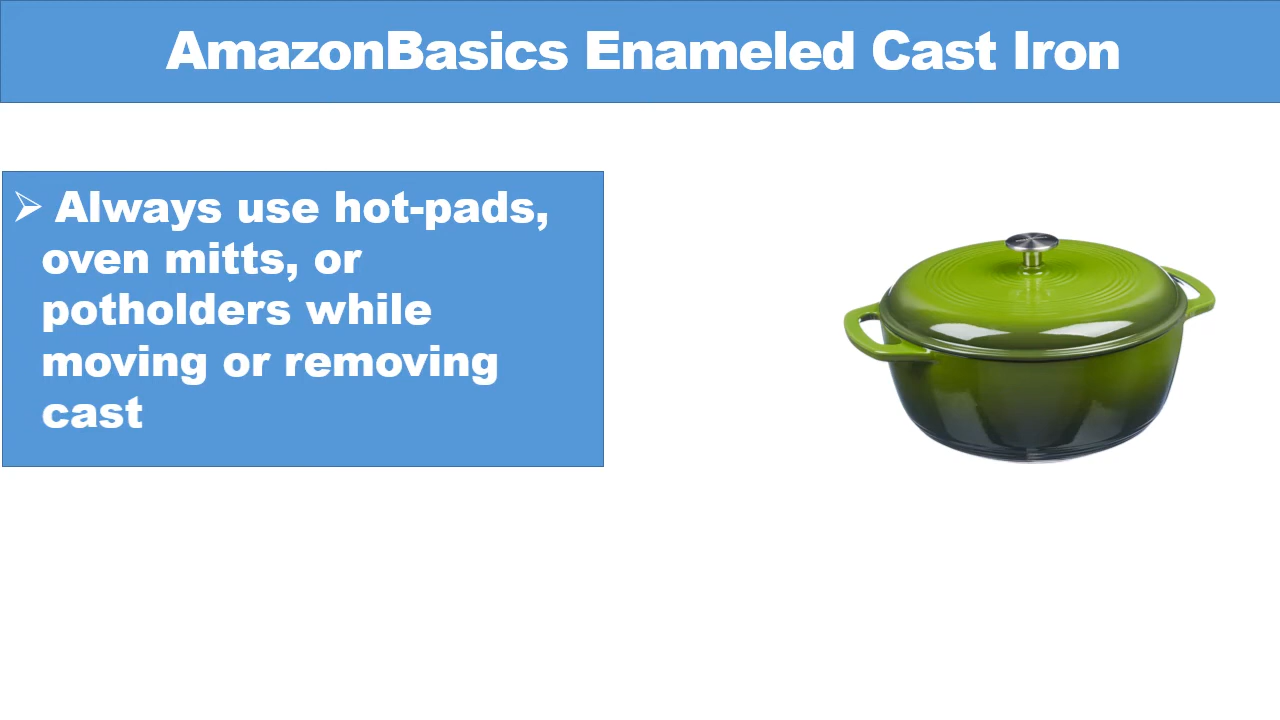 AmazonBasics Enameled Cast Iron
➢ Always use hot-pads,
oven mitts, or
potholders while
moving or removing
cast